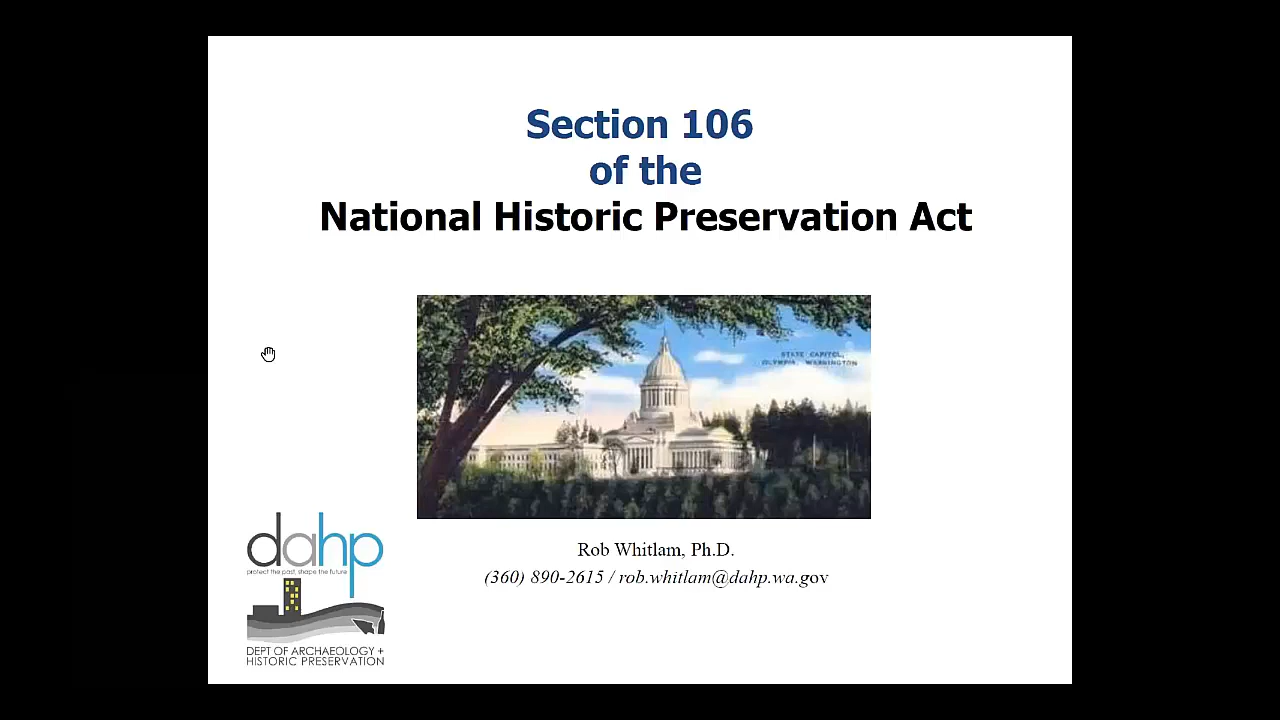 Section 106
of the
National Historic Preservation Act
STATE CAPITOL,
OLYMPIA, WASHINGTON
Rob Whitlam, Ph.D.
(360) 890-2615 / rob.whitlam@dahp.wa.gov
dahp
protect the past, shape the future
DEPT OF ARCHAEOLOGY +
HISTORIC PRESERVATION